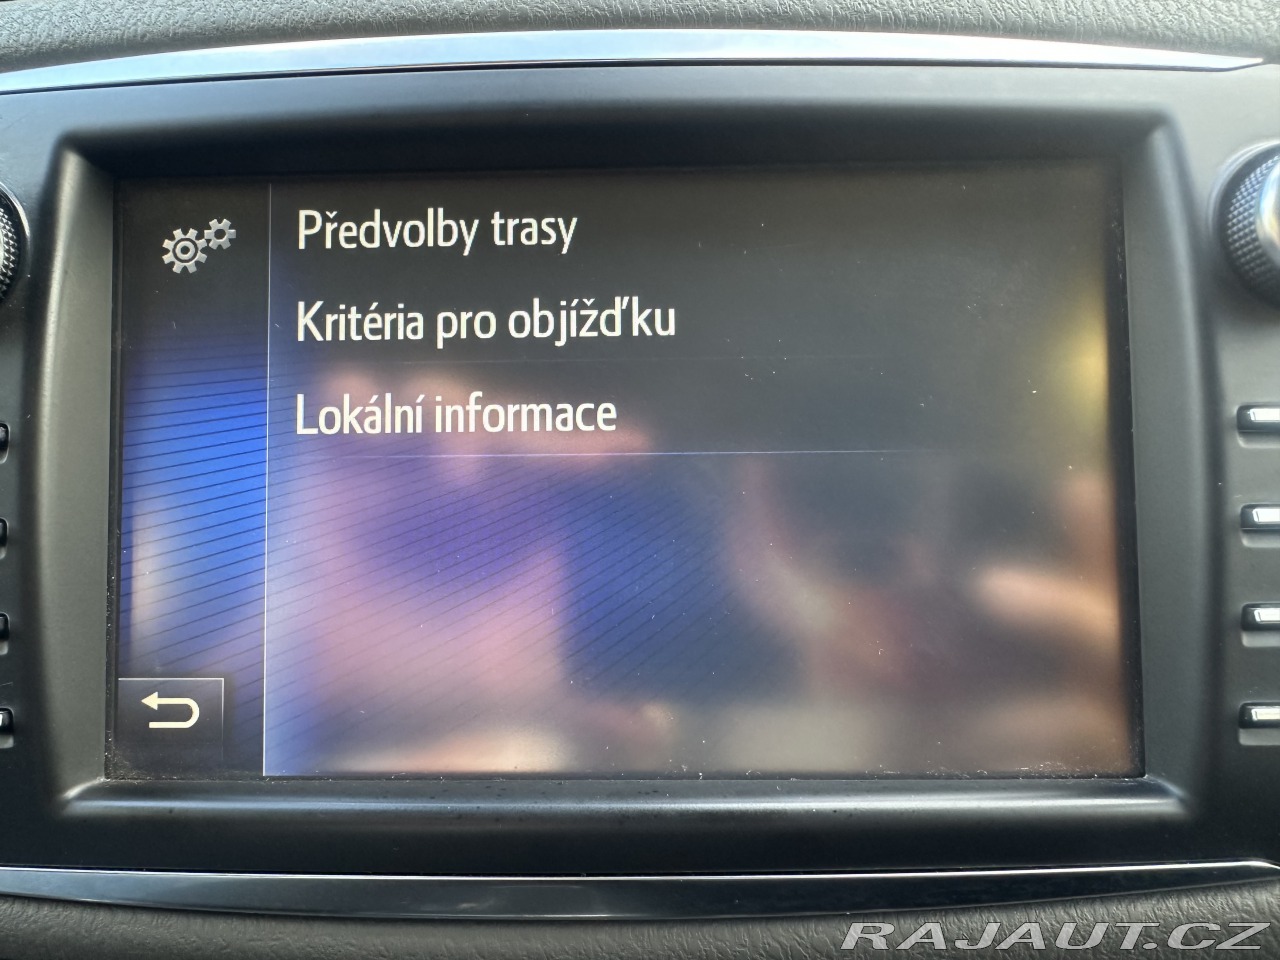 Předvolby trasy
Kritéria pro objížďku
Lokální informace
RAJAUT.CZ